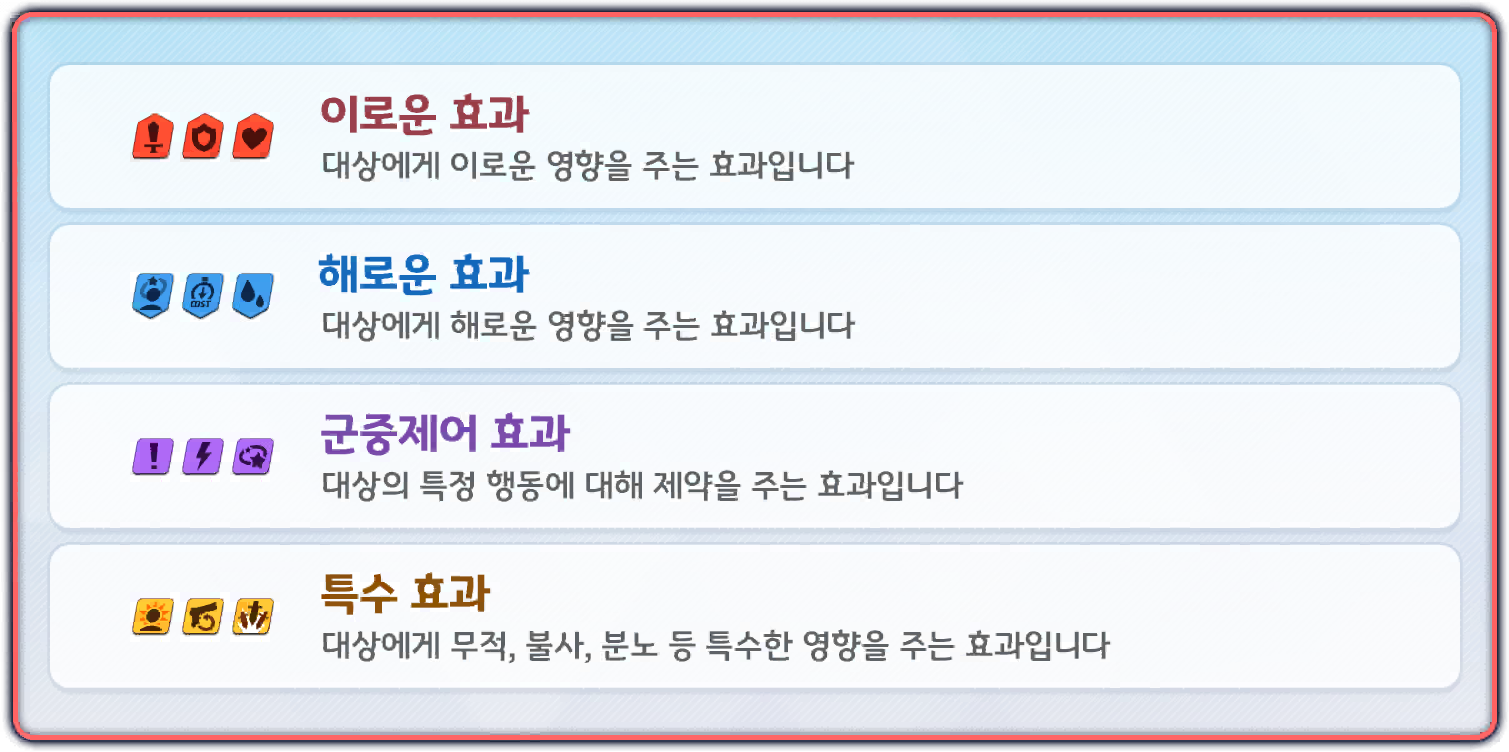 이로운 효과
대상에게 이로운 영향을 주는 효과입니다
해로운 효과
COST
대상에게 해로운 영향을 주는 효과입니다
군중제어 효과
대상의 특정 행동에 대해 제약을 주는 효과입니다
특수 효과
대상에게 무적, 불사, 분노 등 특수한 영향을 주는 효과입니다